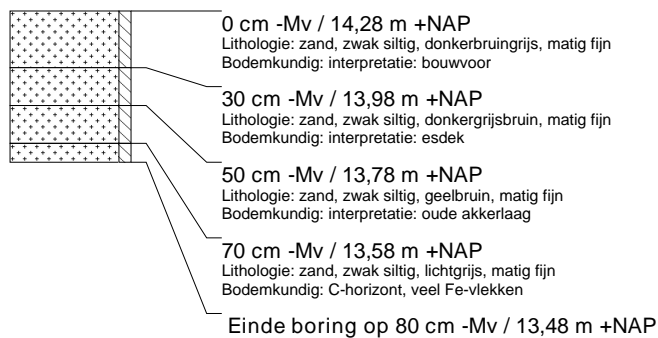 0 cm -Mv / 14,28 m +NAP
Lithologie: zand, zwak siltig, donkerbruingrijs, matig fijn
Bodemkundig: interpretatie: bouwvoor
30 cm -Mv / 13,98 m +NAP
Lithologie: zand, zwak siltig, donkergrijsbruin, matig fijn
Bodemkundig: interpretatie: esdek
50 cm -Mv / 13,78 m +NAP
Lithologie: zand, zwak siltig, geelbruin, matig fijn
Bodemkundig: interpretatie: oude akkerlaag
70 cm -Mv / 13,58 m +NAP
Lithologie: zand, zwak siltig, lichtgrijs, matig fijn
Bodemkundig: C-horizont, veel Fe-vlekken
Einde boring op 80 cm -Mv / 13,48 m +NAP